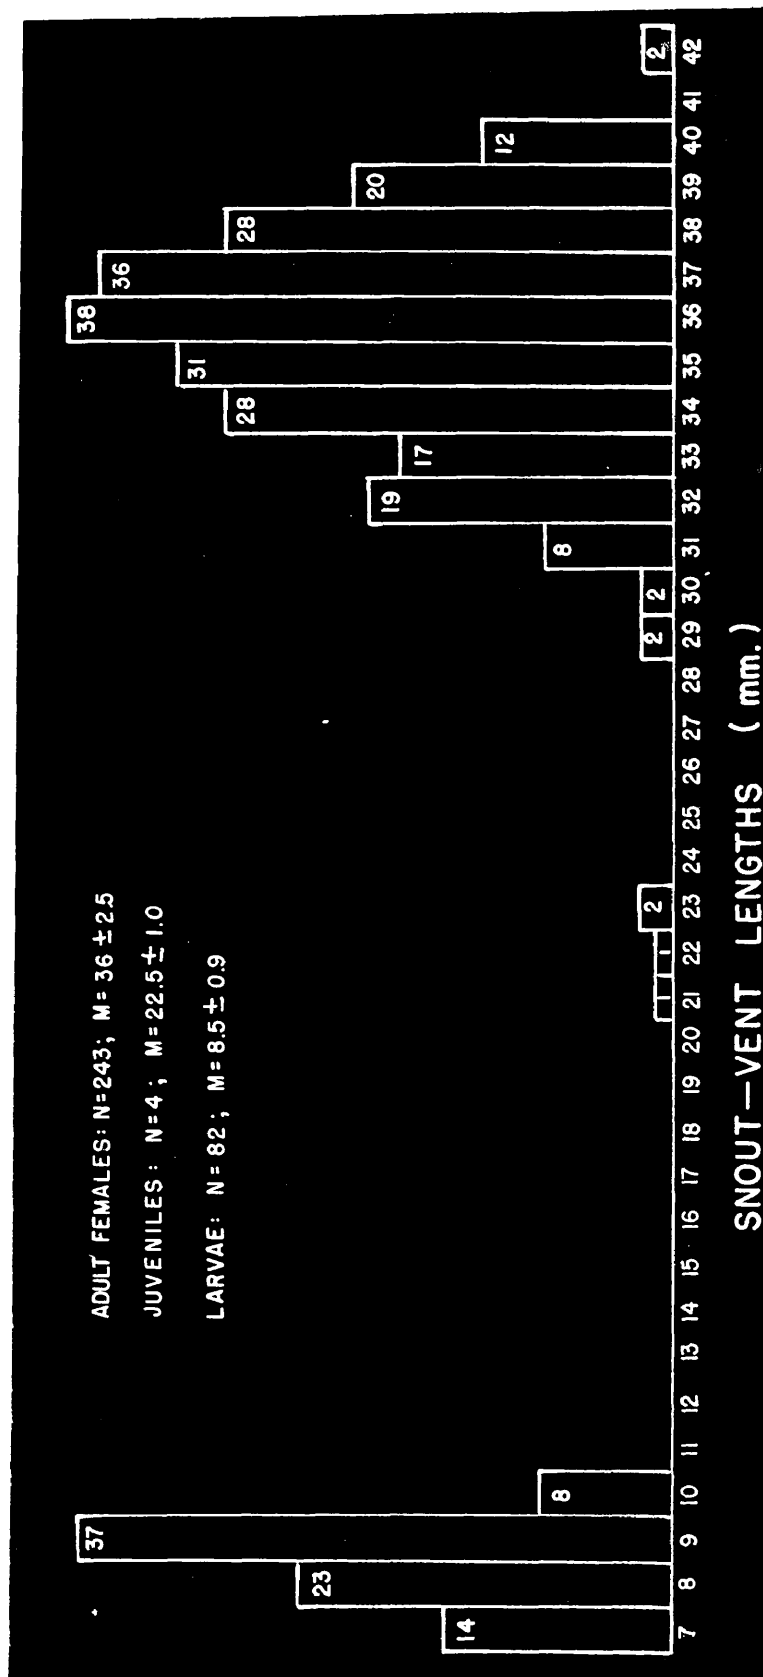 ADULT FEMALES: N=243; M=36 ± 2.5
JUVENILES: N=4; M=22.5 ± 1.0
LARVAE: N=82; M=8.5 ± 0.9
14 23 37 8 1 1 2 2 2 8 19 17 28 31 38 36 28 20 12 2
7 8 9 10 11 12 13 14 15 16 17 18 19 20 21 22 23 24 25 26 27 28 29 30 31 32 33 34 35 36 37 38 39 40 41 42
SNOUT—VENT LENGTHS (mm.)